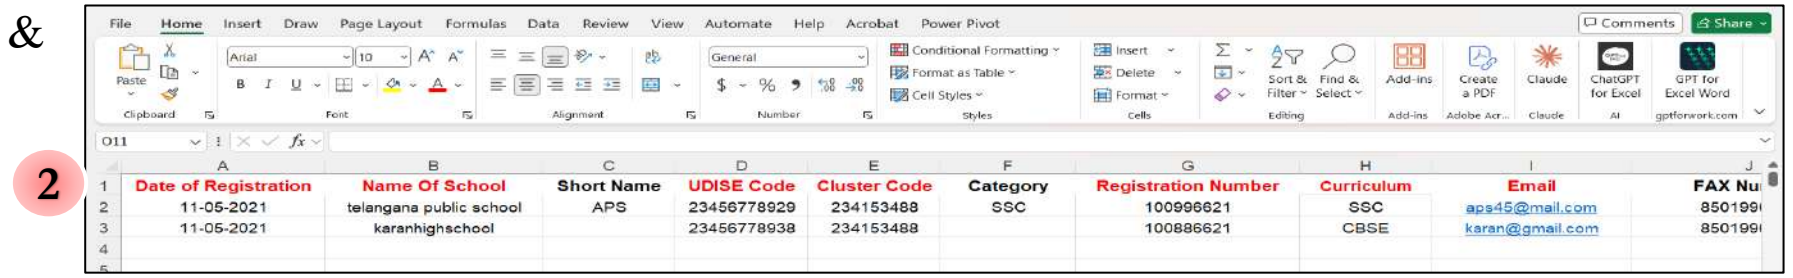 &
File Home Insert Draw Page Layout Formulas Data Review View Automate Help Acrobat Power Pivot Comments Share
Paste Arial 10 A^ A˅ General Conditional Formatting Insert Σ Sort & Filter Find & Select Add-ins Create a PDF Claude ChatGPT for Excel GPT for Excel Word
B I U A $ % , Format as Table Delete
Cell Styles Format
Clipboard Font Alignment Number Styles Cells Editing Add-ins Adobe Acr... Claude AI gptforwork.com
O11 fx
2
A B C D E F G H I J
1 Date of Registration Name Of School Short Name UDISE Code Cluster Code Category Registration Number Curriculum Email FAX Nu
2 11-05-2021 telangana public school APS 23456778929 234153488 SSC 100996621 SSC aps45@mail.com 850199
3 11-05-2021 karanhighschool 23456778938 234153488 100886621 CBSE karan@gmail.com 850199
4
5